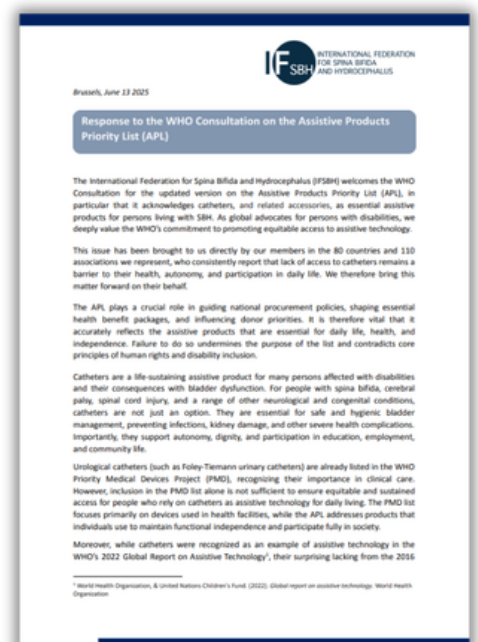 IFSBH
INTERNATIONAL FEDERATION
FOR SPINA BIFIDA
AND HYDROCEPHALUS
Brussels, June 13 2025
Response to the WHO Consultation on the Assistive Products
Priority List (APL)
The International Federation for Spina Bifida and Hydrocephalus (IFSBH) welcomes the WHO
Consultation for the updated version on the Assistive Products Priority List (APL), in
particular that it acknowledges catheters, and related accessories, as essential assistive
products for persons living with SBH. As global advocates for persons with disabilities, we
deeply value the WHO's commitment to promoting equitable access to assistive technology.
This issue has been brought to us directly by our members in the 80 countries and 110
associations we represent, who consistently report that lack of access to catheters remains a
barrier to their health, autonomy, and participation in daily life. We therefore bring this
matter forward on their behalf.
The APL plays a crucial role in guiding national procurement policies, shaping essential
health benefit packages, and influencing donor priorities. It is therefore vital that it
accurately reflects the assistive products that are essential for daily life, health, and
independence. Failure to do so undermines the purpose of the list and contradicts core
principles of human rights and disability inclusion.
Catheters are a life-sustaining assistive product for many persons affected with disabilities
and their consequences with bladder dysfunction. For people with spina bifida, cerebral
palsy, spinal cord injury, and a range of other neurological and congenital conditions,
catheters are not just an option. They are essential for safe and hygienic bladder
management, preventing infections, kidney damage, and other severe health complications.
Importantly, they support autonomy, dignity, and participation in education, employment,
and community life.
Urological catheters (such as Foley-Tiemann urinary catheters) are already listed in the WHO
Priority Medical Devices Project (PMD), recognizing their importance in clinical care.
However, inclusion in the PMD list alone is not sufficient to ensure equitable and sustained
access for people who rely on catheters as assistive technology for daily living. The PMD list
focuses primarily on devices used in health facilities, while the APL addresses products that
individuals use to maintain functional independence and participate fully in society.
Moreover, while catheters were recognized as an example of assistive technology in the
WHO's 2022 Global Report on Assistive Technology¹, their surprising lacking from the 2016
¹ World Health Organisation, & United Nations Children's Fund. (2022). Global report on assistive technology. World Health
Organization